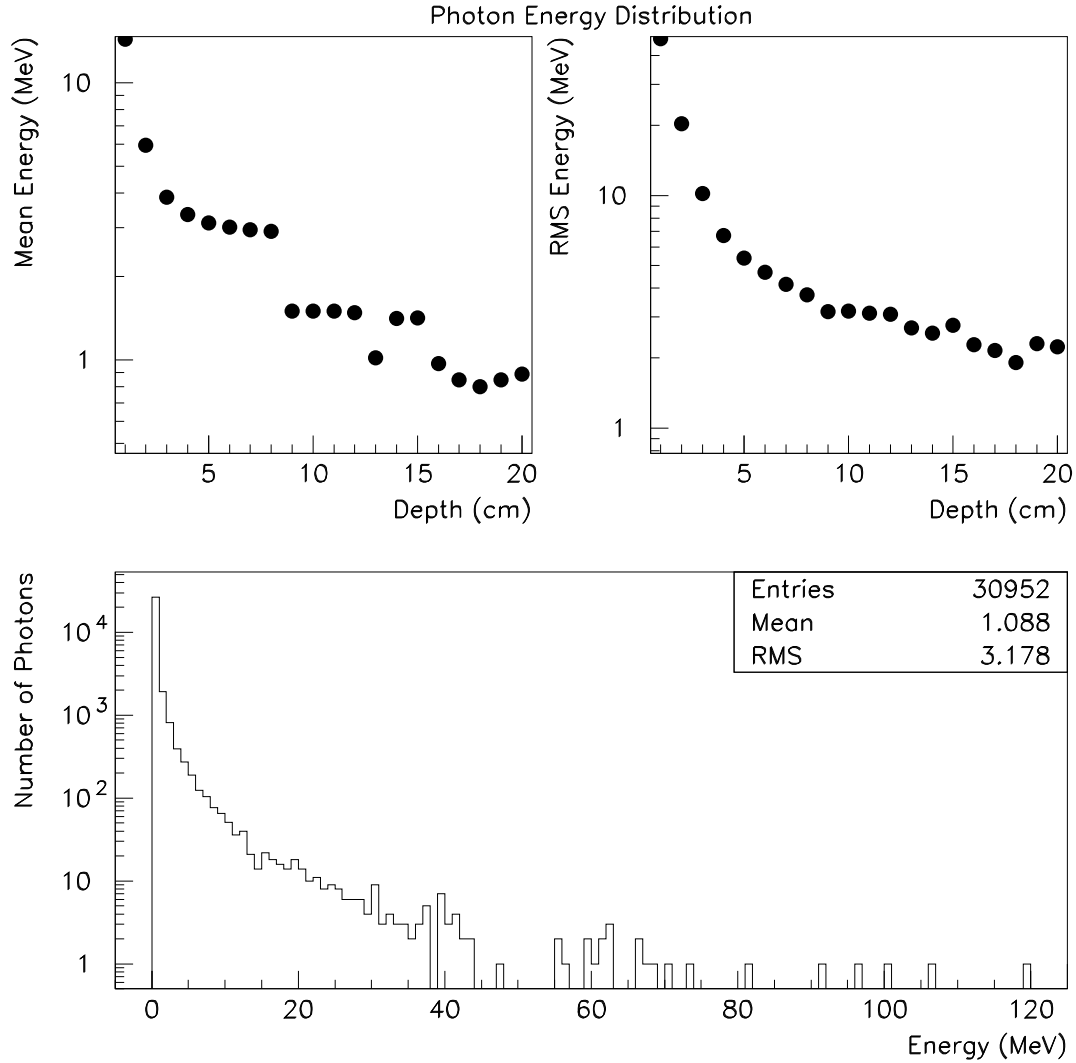 Photon Energy Distribution
Mean Energy (MeV)
10
1
5 10 15 20
Depth (cm)
RMS Energy (MeV)
10
1
5 10 15 20
Depth (cm)
Number of Photons
10^4
10^3
10^2
10
1
Entries 30952
Mean 1.088
RMS 3.178
0 20 40 60 80 100 120
Energy (MeV)